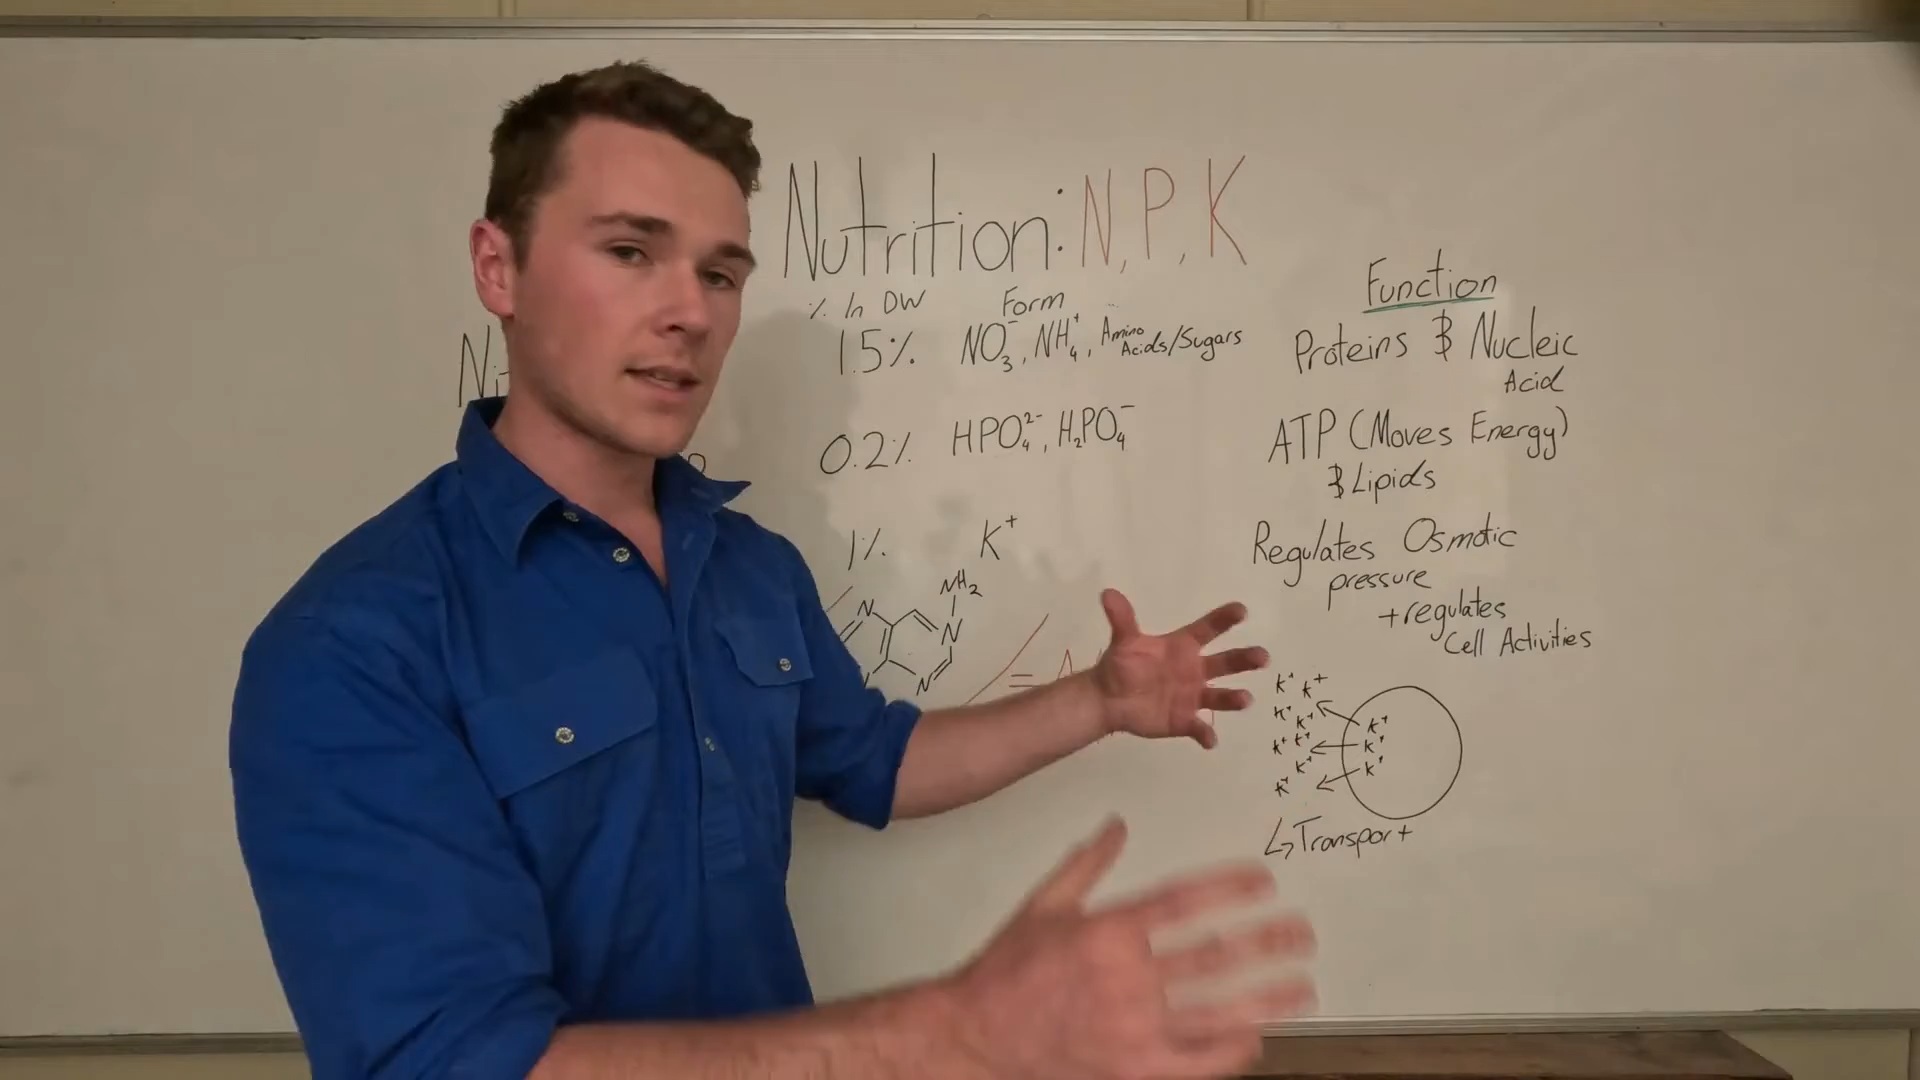 Nutrition: N, P, K
% In DW Form Function
1.5% NO₃⁻, NH₄⁺, Amino Acids/Sugars Proteins & Nucleic Acid
0.2% HPO₄²⁻, H₂PO₄⁻ ATP (Moves Energy) & Lipids
1% K⁺ Regulates Osmotic pressure
+regulates
Cell Activities
NH₂
N N
N
=
K⁺ K⁺
K⁺ K⁺ K⁺
K⁺ K⁺ K⁺
K⁺ K⁺
K⁺
↳Transport